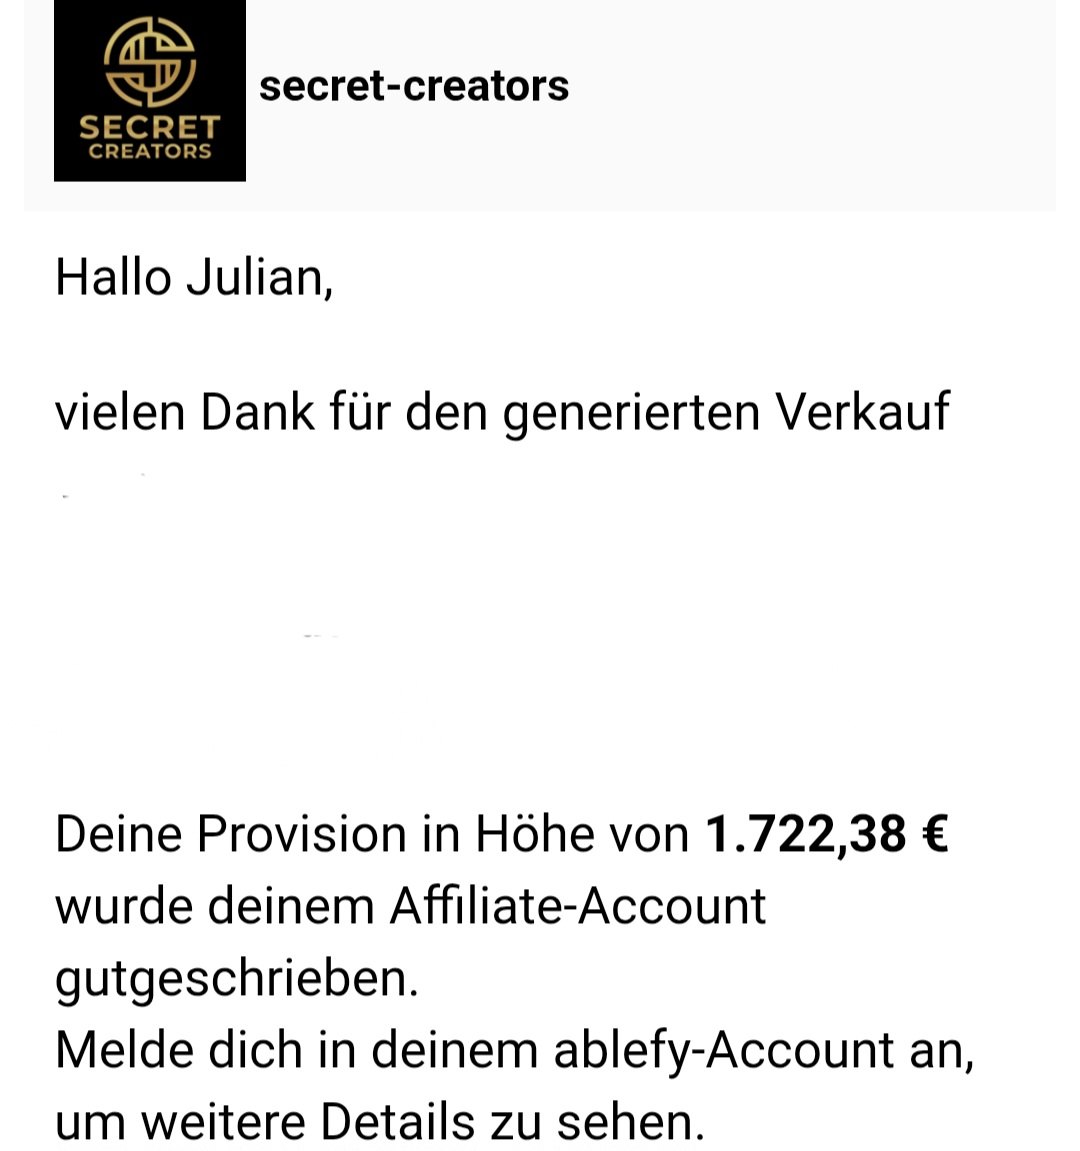 SECRET
CREATORS
secret-creators
Hallo Julian,
vielen Dank für den generierten Verkauf
Deine Provision in Höhe von 1.722,38 €
wurde deinem Affiliate-Account
gutgeschrieben.
Melde dich in deinem ablefy-Account an,
um weitere Details zu sehen.